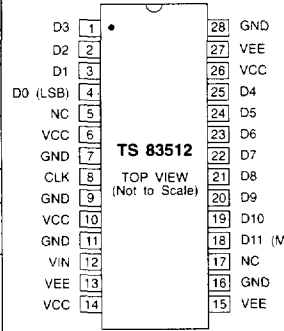 D3 1 28 GND
D2 2 27 VEE
D1 3 26 VCC
D0 (LSB) 4 25 D4
NC 5 24 D5
VCC 6 23 D6
GND 7 TS 83512 22 D7
CLK 8 TOP VIEW 21 D8
GND 9 (Not to Scale) 20 D9
VCC 10 19 D10
GND 11 18 D11 (M
VIN 12 17 NC
VEE 13 16 GND
VCC 14 15 VEE